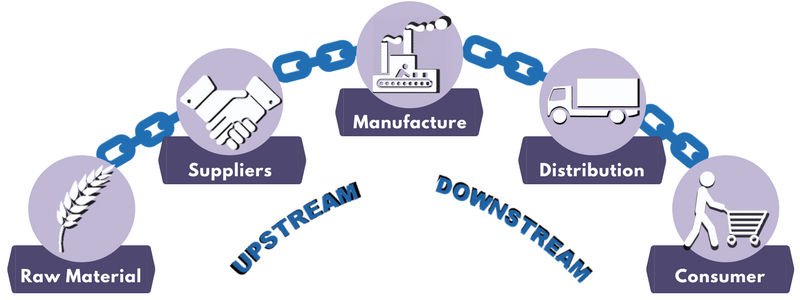 Manufacture
Suppliers
Distribution
UPSTREAM
DOWNSTREAM
Raw Material
Consumer